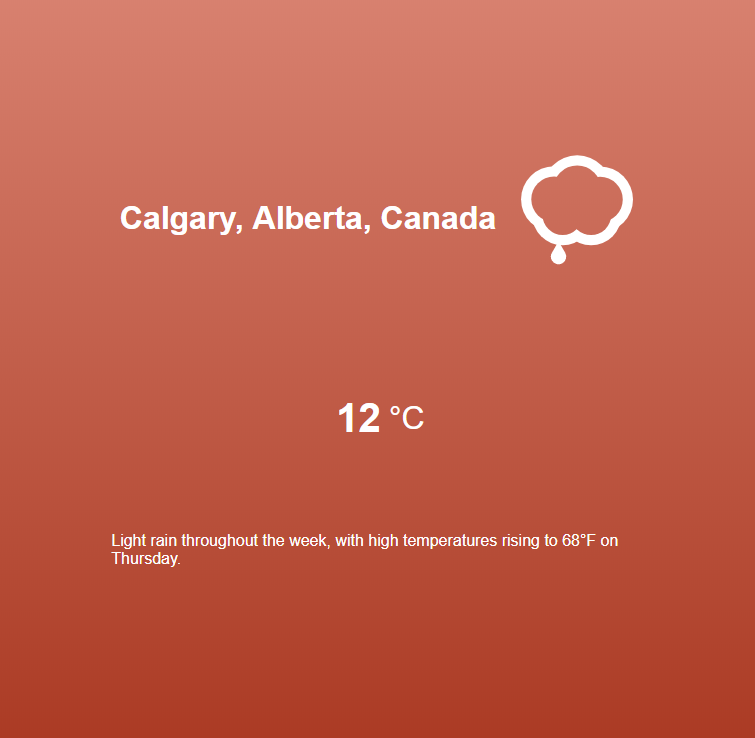 Calgary, Alberta, Canada
12 °C
Light rain throughout the week, with high temperatures rising to 68°F on
Thursday.